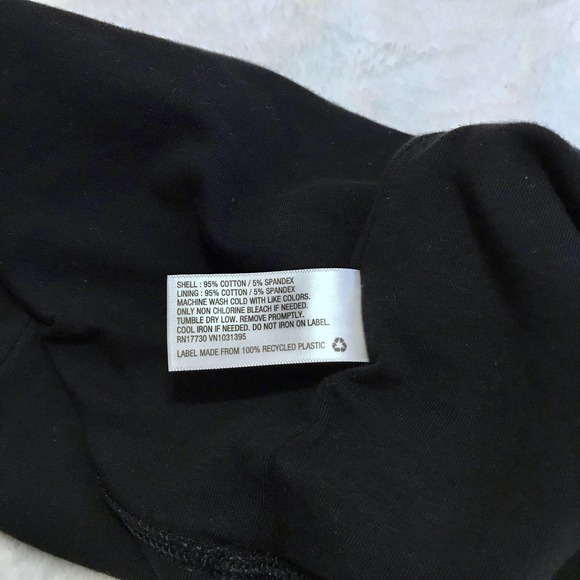 SHELL : 95% COTTON / 5% SPANDEX
LINING : 95% COTTON / 5% SPANDEX
MACHINE WASH COLD WITH LIKE COLORS.
ONLY NON CHLORINE BLEACH IF NEEDED.
TUMBLE DRY LOW. REMOVE PROMPTLY.
COOL IRON IF NEEDED. DO NOT IRON ON LABEL.
RN17730 VN1031395
LABEL MADE FROM 100% RECYCLED PLASTIC